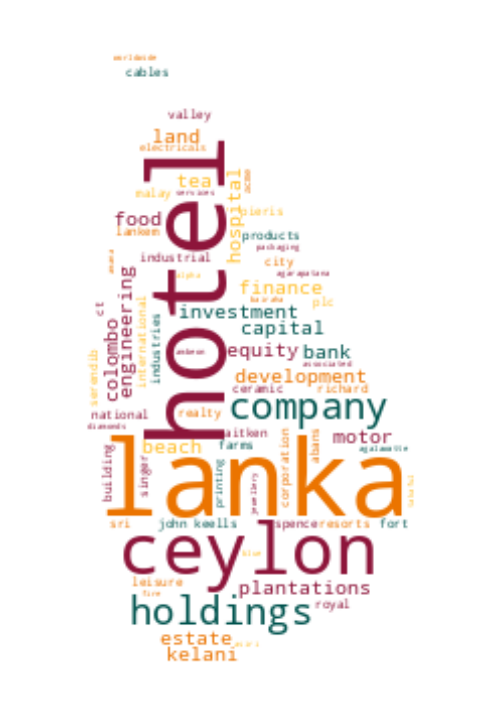 worldwide
cables
valley
land
electricals
tea
malay
services
acme
hospital
food
pieris
lankem
products
packaging
hotel
industrial
city
alpha
agarapatana
finance
engineering
international
colombo
ct
plc
investment
industries
capital
serendib
equity
bank
associated
development
ceramic
richard
company
national
realty
diamonds
aitken
motor
beach
farms
abans
corporation
building
singer
printing
jewellery
lanka
sri
john keells
spence
resorts
fort
ceylon
blue
leisure
fire
plantations
holdings
royal
estate
kelani